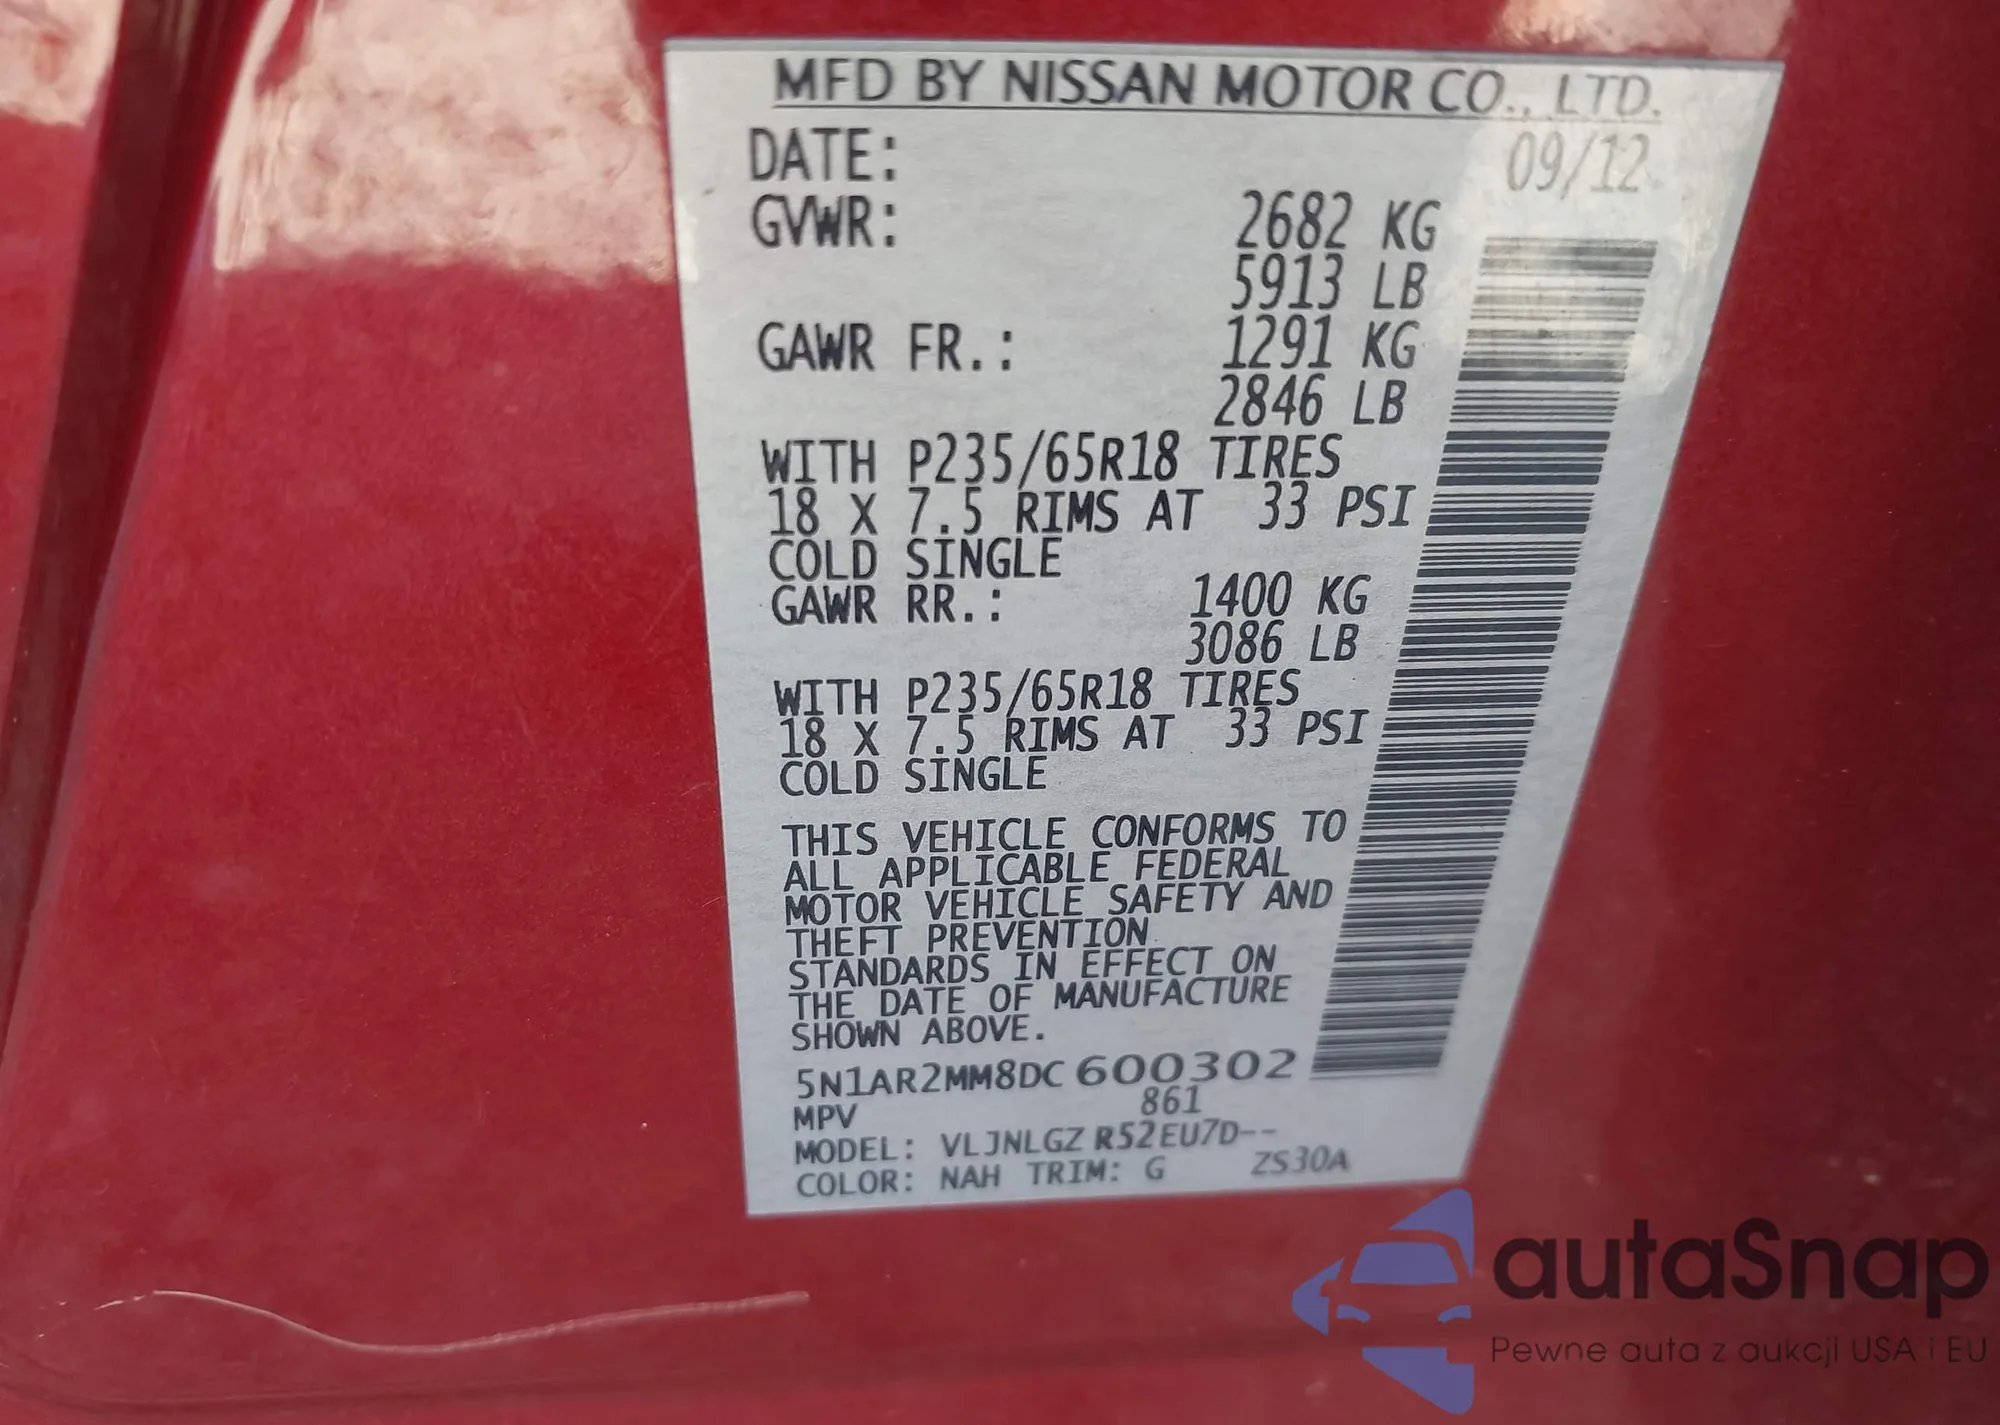 MFD BY NISSAN MOTOR CO., LTD.
DATE: 09/12
GVWR: 2682 KG
5913 LB
GAWR FR.: 1291 KG
2846 LB
WITH P235/65R18 TIRES
18 X 7.5 RIMS AT 33 PSI
COLD SINGLE
GAWR RR.: 1400 KG
3086 LB
WITH P235/65R18 TIRES
18 X 7.5 RIMS AT 33 PSI
COLD SINGLE
THIS VEHICLE CONFORMS TO
ALL APPLICABLE FEDERAL
MOTOR VEHICLE SAFETY AND
THEFT PREVENTION
STANDARDS IN EFFECT ON
THE DATE OF MANUFACTURE
SHOWN ABOVE.
5N1AR2MM8DC 600302
MPV 861
MODEL: VLJNLGZ R52EU7D--
COLOR: NAH TRIM: G ZS30A
autaSnap
Pewne auta z aukcji USA i EU